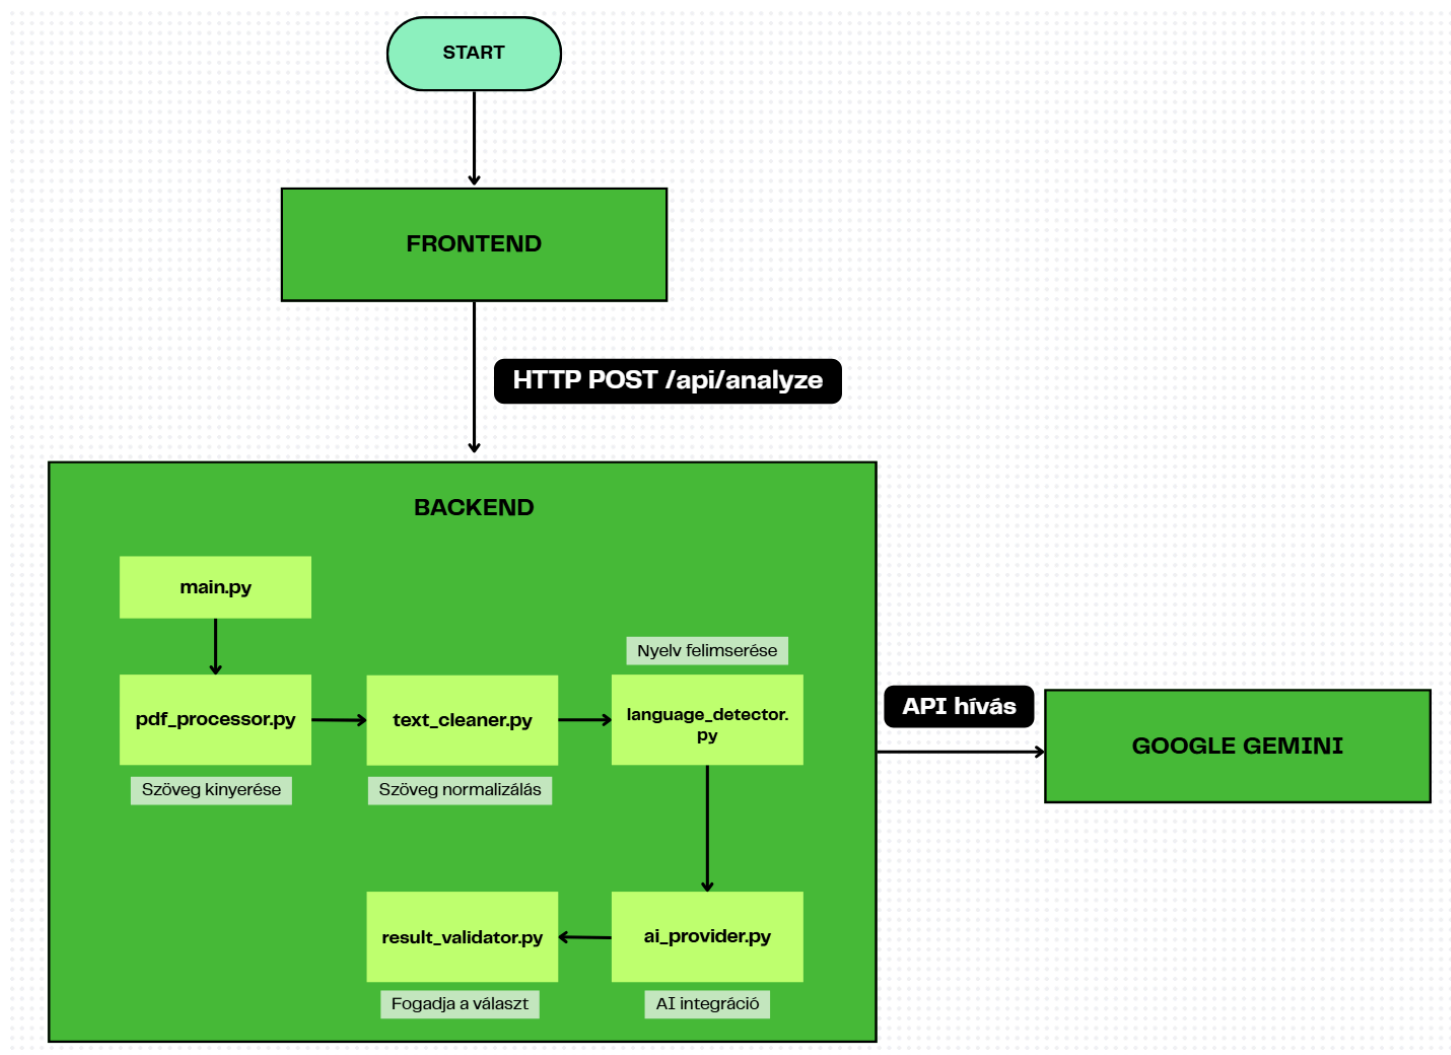 START
FRONTEND
HTTP POST /api/analyze
BACKEND
main.py
Nyelv felimserése
pdf_processor.py
text_cleaner.py
language_detector.
py
Szöveg kinyerése
Szöveg normalizálás
API hívás
GOOGLE GEMINI
result_validator.py
ai_provider.py
Fogadja a választ
AI integráció